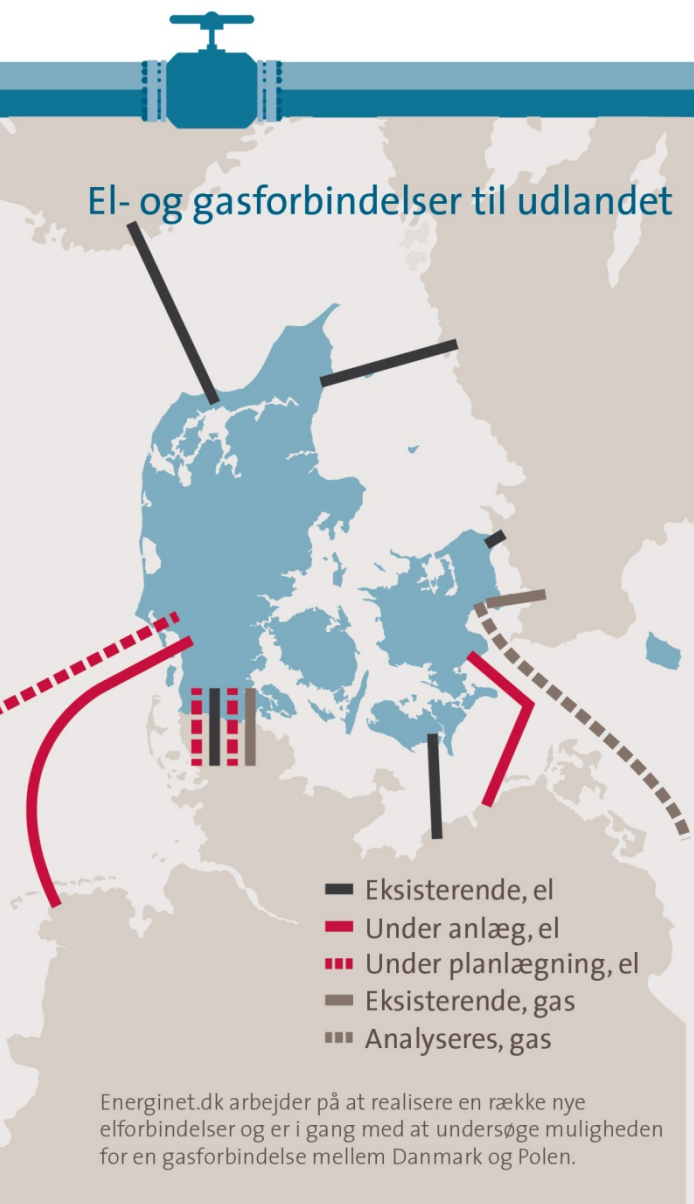 El- og gasforbindelser til udlandet
Eksisterende, el
Under anlæg, el
Under planlægning, el
Eksisterende, gas
Analyseres, gas
Energinet.dk arbejder på at realisere en række nye
elforbindelser og er i gang med at undersøge muligheden
for en gasforbindelse mellem Danmark og Polen.